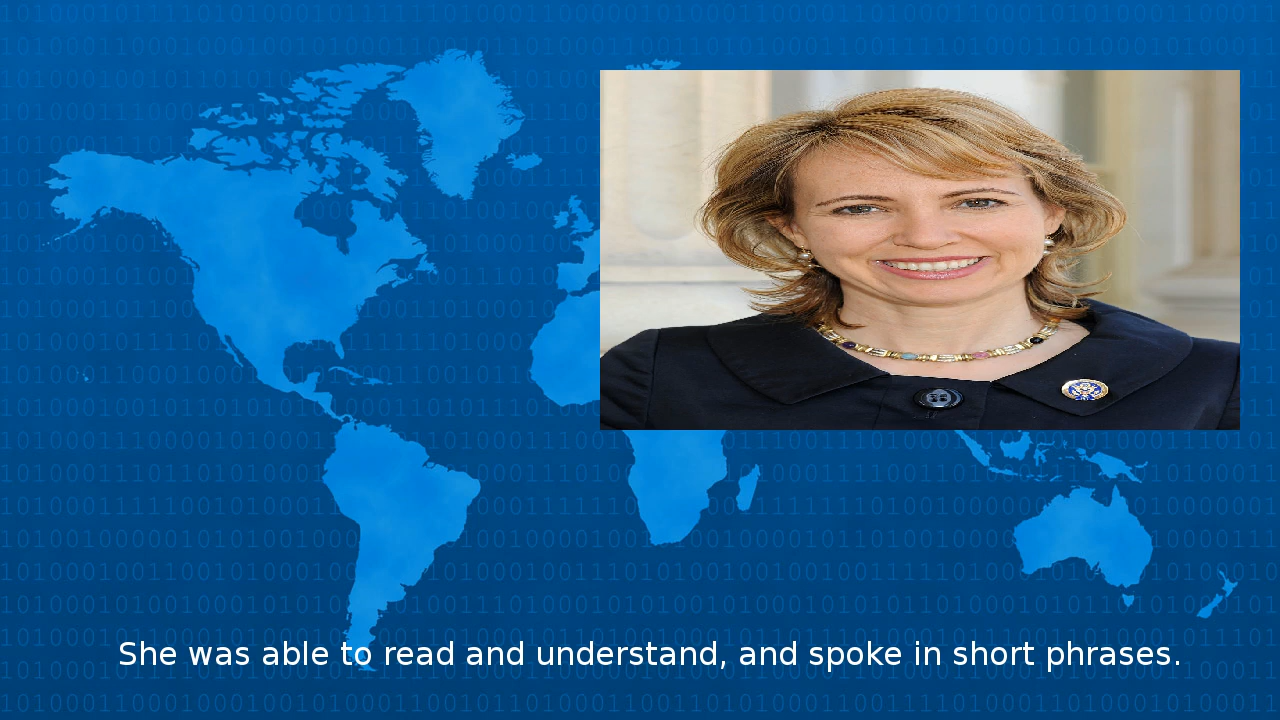 She was able to read and understand, and spoke in short phrases.